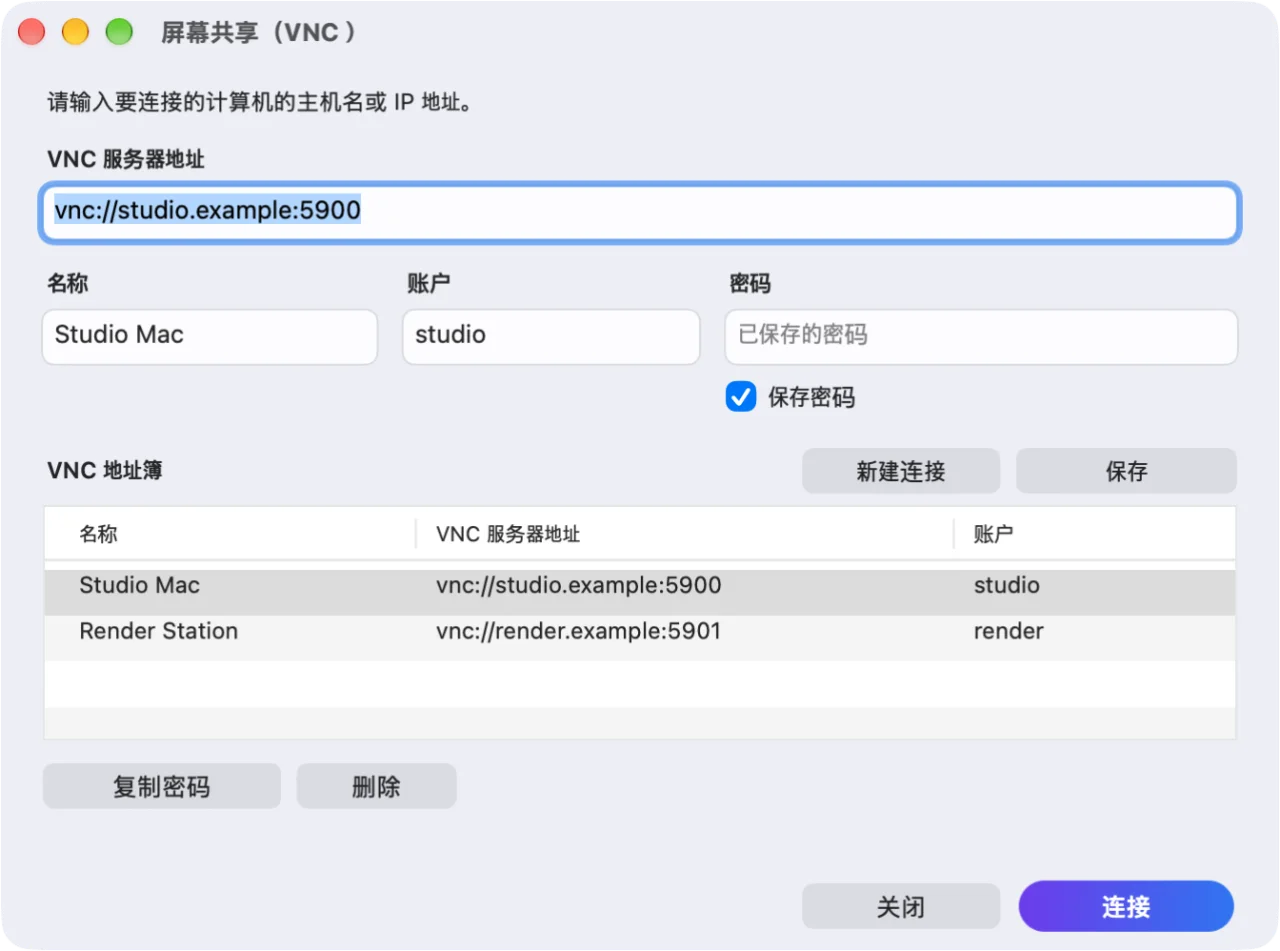 屏幕共享（VNC ）
请输入要连接的计算机的主机名或 IP 地址。
VNC 服务器地址
vnc://studio.example:5900
名称 账户 密码
Studio Mac studio 已保存的密码
保存密码
VNC 地址簿 新建连接 保存
名称 VNC 服务器地址 账户
Studio Mac vnc://studio.example:5900 studio
Render Station vnc://render.example:5901 render
复制密码 删除
关闭 连接